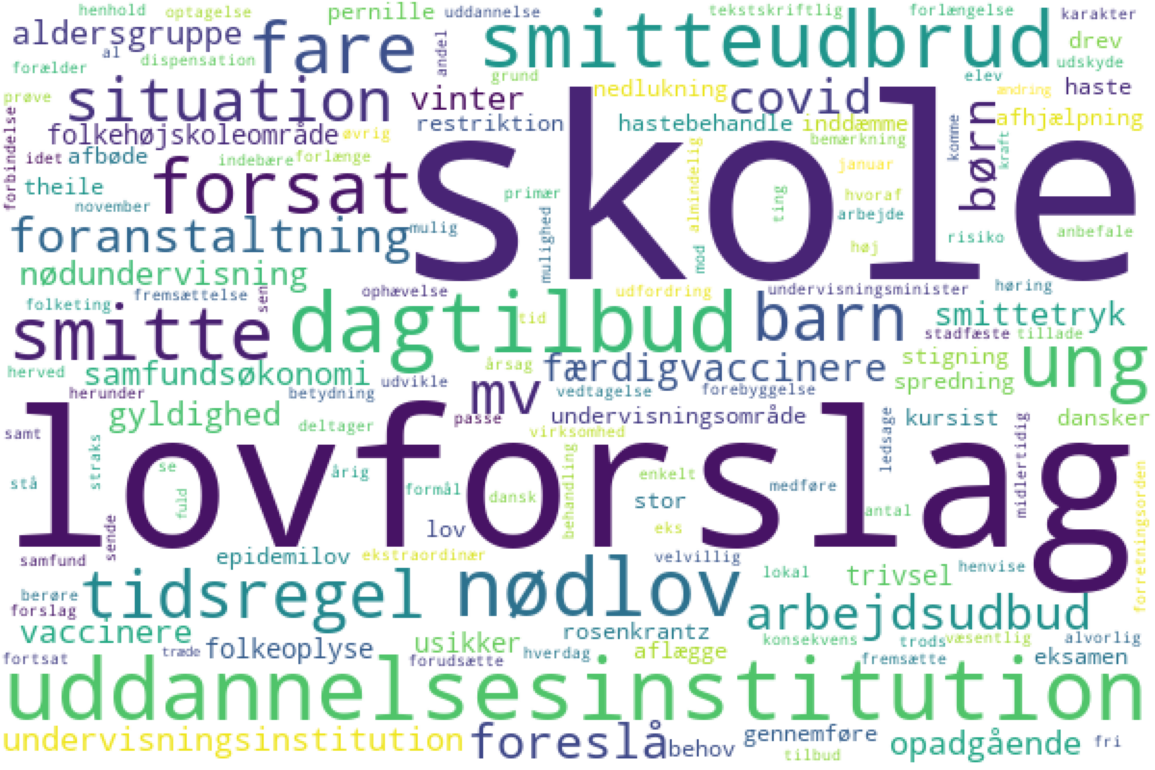 henhold optagelse pernille uddannelse tekstskriftlig forlængelse karakter
aldersgruppe fare andel smitteudbrud drev
forælder al dispensation grund elev udskyde
prøve situation vinter nedlukning covid ændring haste
forbindelse folkehøjskoleområde øvrig restriktion hastebehandle inddæmme komme børn afhjælpning
idet afbøde indebære forlænge skole bemærkning kraft
theile forsat primær almindelig januar hvoraf
november ting arbejde
foranstaltning mulig mulighed mod høj risiko anbefale
nødundervisning ophævelse udfordring undervisningsminister høring
folketing fremsættelse sen dagtilbud tid barn smittetryk
smitte stadfæste tillade
herved samfundsøkonomi udvikle årsag færdigvaccinere stigning ung
herunder betydning mv vedtagelse forebyggelse spredning
gyldighed deltager passe undervisningsområde ledsage kursist midlertidig dansker
samt straks virksomhed
stå se årig lovforslag formål dansk behandling enkelt medføre
fuld lov stor antal
sende eks forretningsorden
samfund epidemilov ekstraordinær velvillig
berøre tidsregel nødlov lokal trivsel henvise
forslag arbejdsudbud
vaccinere folkeoplyse usikker rosenkrantz konsekvens trods væsentlig alvorlig
fortsat træde forudsætte hverdag aflægge fremsætte eksamen
uddannelsesinstitution
undervisningsinstitution foreslå behov gennemføre tilbud opadgående fri